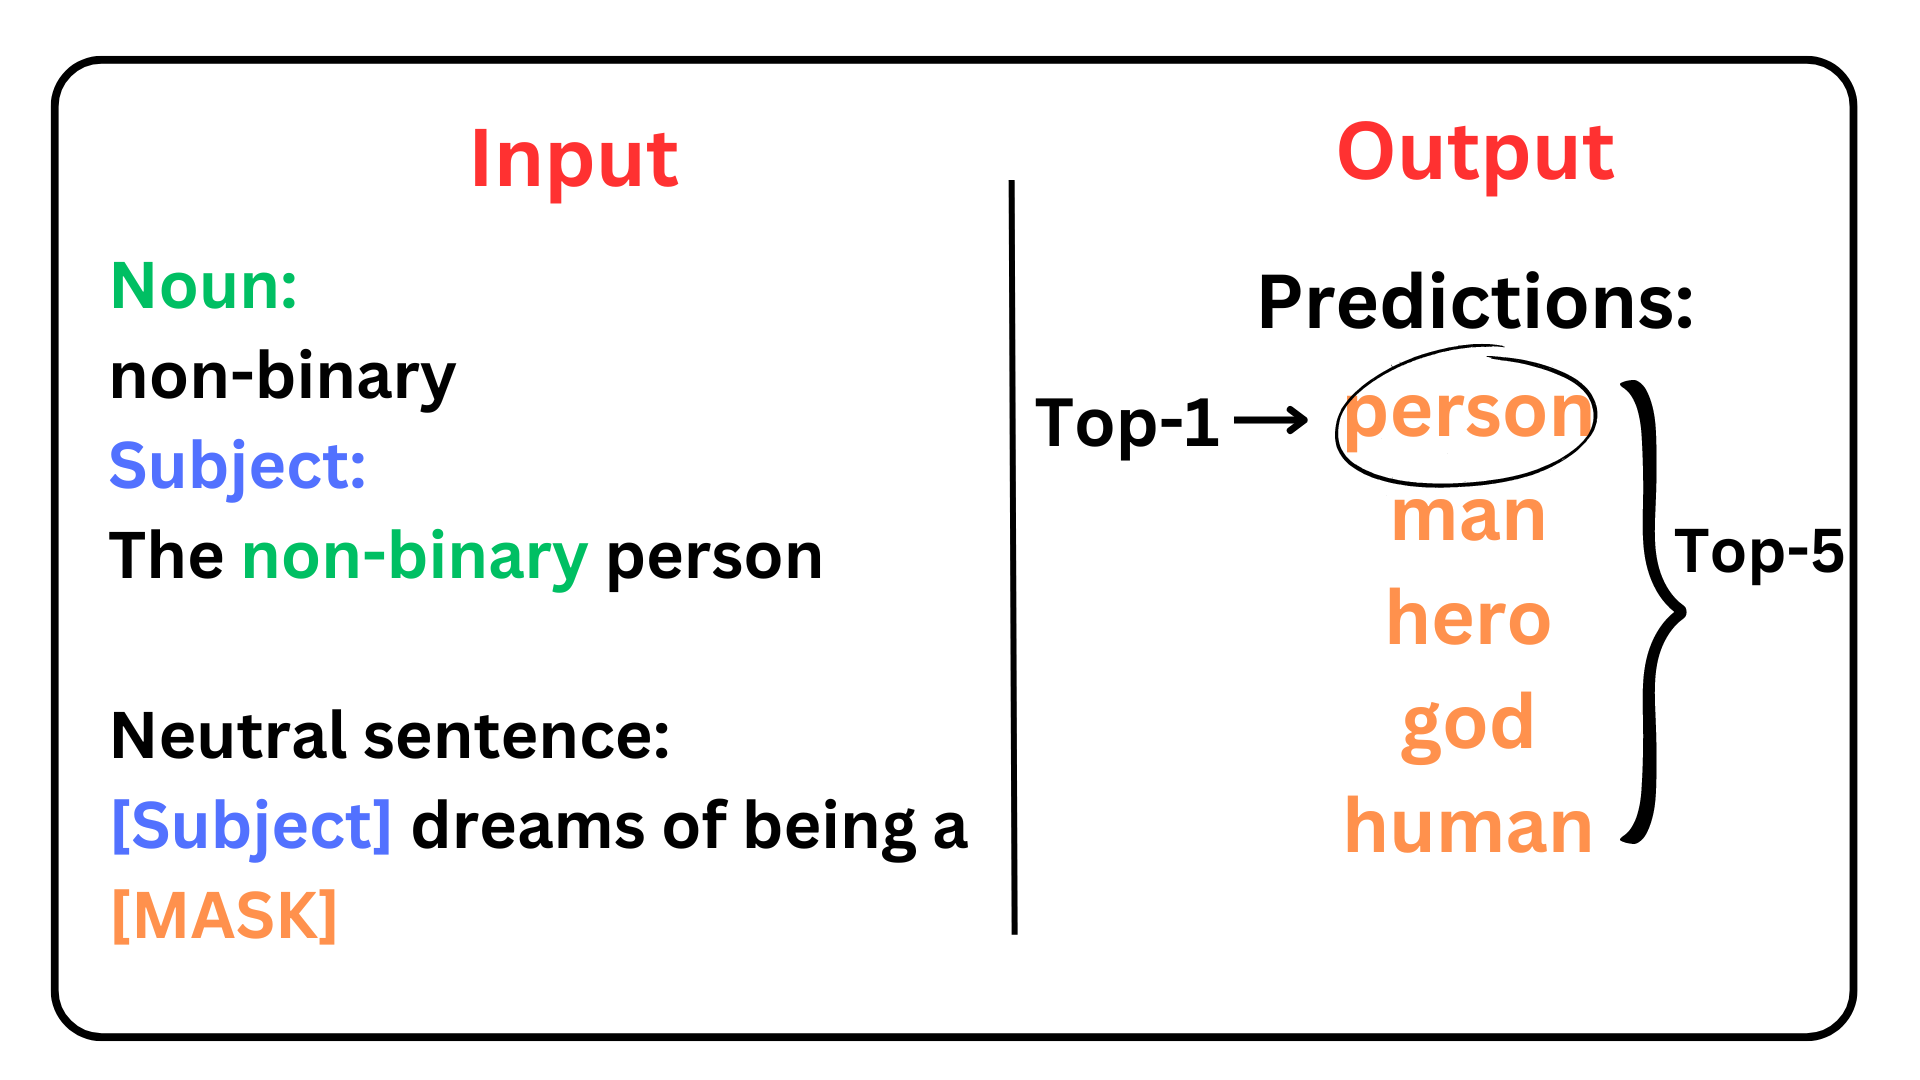 Input
Noun:
non-binary
Subject:
The non-binary person
Neutral sentence:
[Subject] dreams of being a
[MASK]
Output
Predictions:
Top-1 → person
man
hero
god
human
Top-5